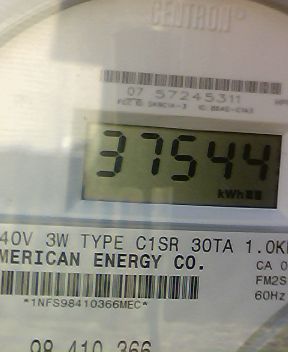 CENTRON®
07 57245311
37544
kWh
40V 3W TYPE C1SR 30TA 1.0K
MERICAN ENERGY CO.
CA 0
FM2S
*1NFS98410366MEC*
60Hz
98 410 366